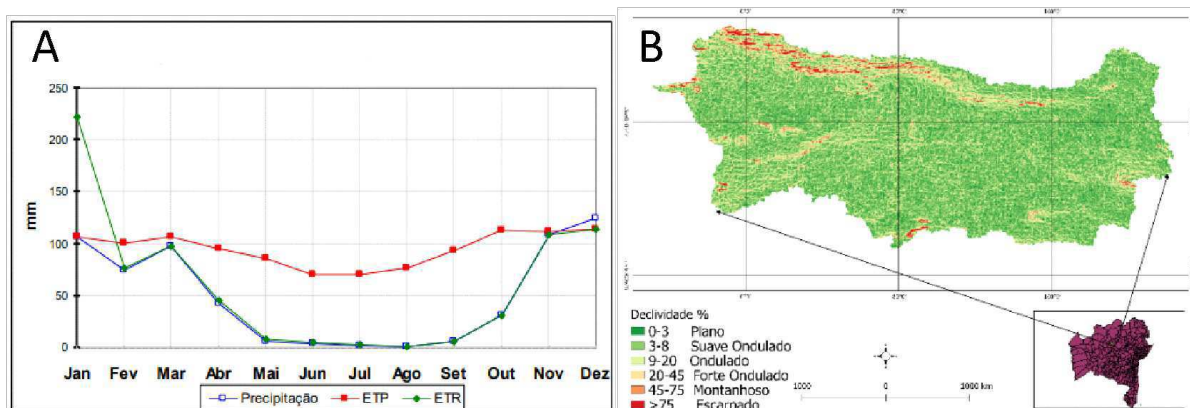 A
B
250
200
150
100
50
0
mm
Jan Fev Mar Abr Mai Jun Jul Ago Set Out Nov Dez
Precipitação ETP ETR
Declividade %
0-3 Plano
3-8 Suave Ondulado
9-20 Ondulado
20-45 Forte Ondulado
45-75 Montanhoso
>75 Escarpado
1000 0 1000 km